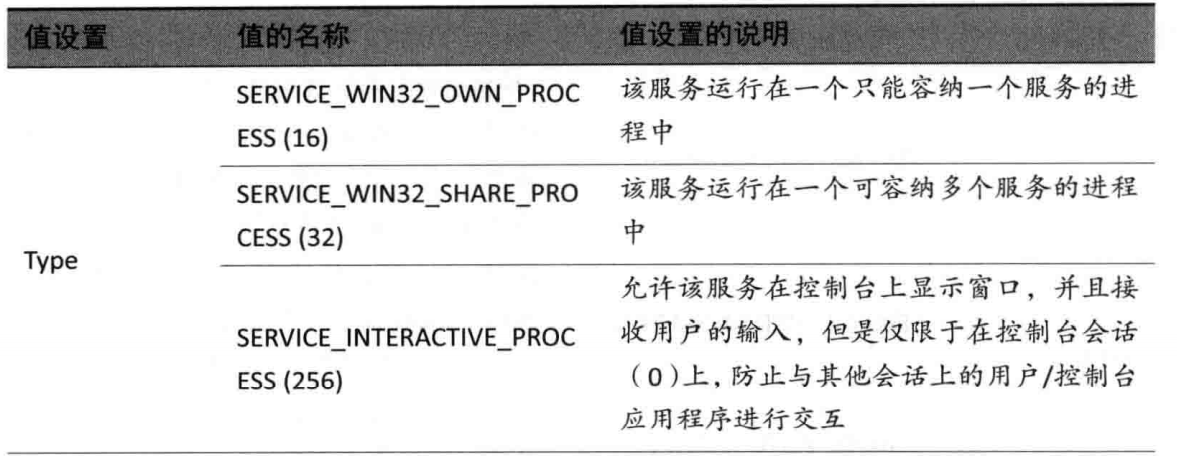 值设置 值的名称 值设置的说明
SERVICE_WIN32_OWN_PROC 该服务运行在一个只能容纳一个服务的进
ESS (16) 程中
SERVICE_WIN32_SHARE_PRO 该服务运行在一个可容纳多个服务的进程
CESS (32) 中
Type
允许该服务在控制台上显示窗口，并且接
SERVICE_INTERACTIVE_PROC 收用户的输入，但是仅限于在控制台会话
ESS (256) （0）上，防止与其他会话上的用户/控制台
应用程序进行交互